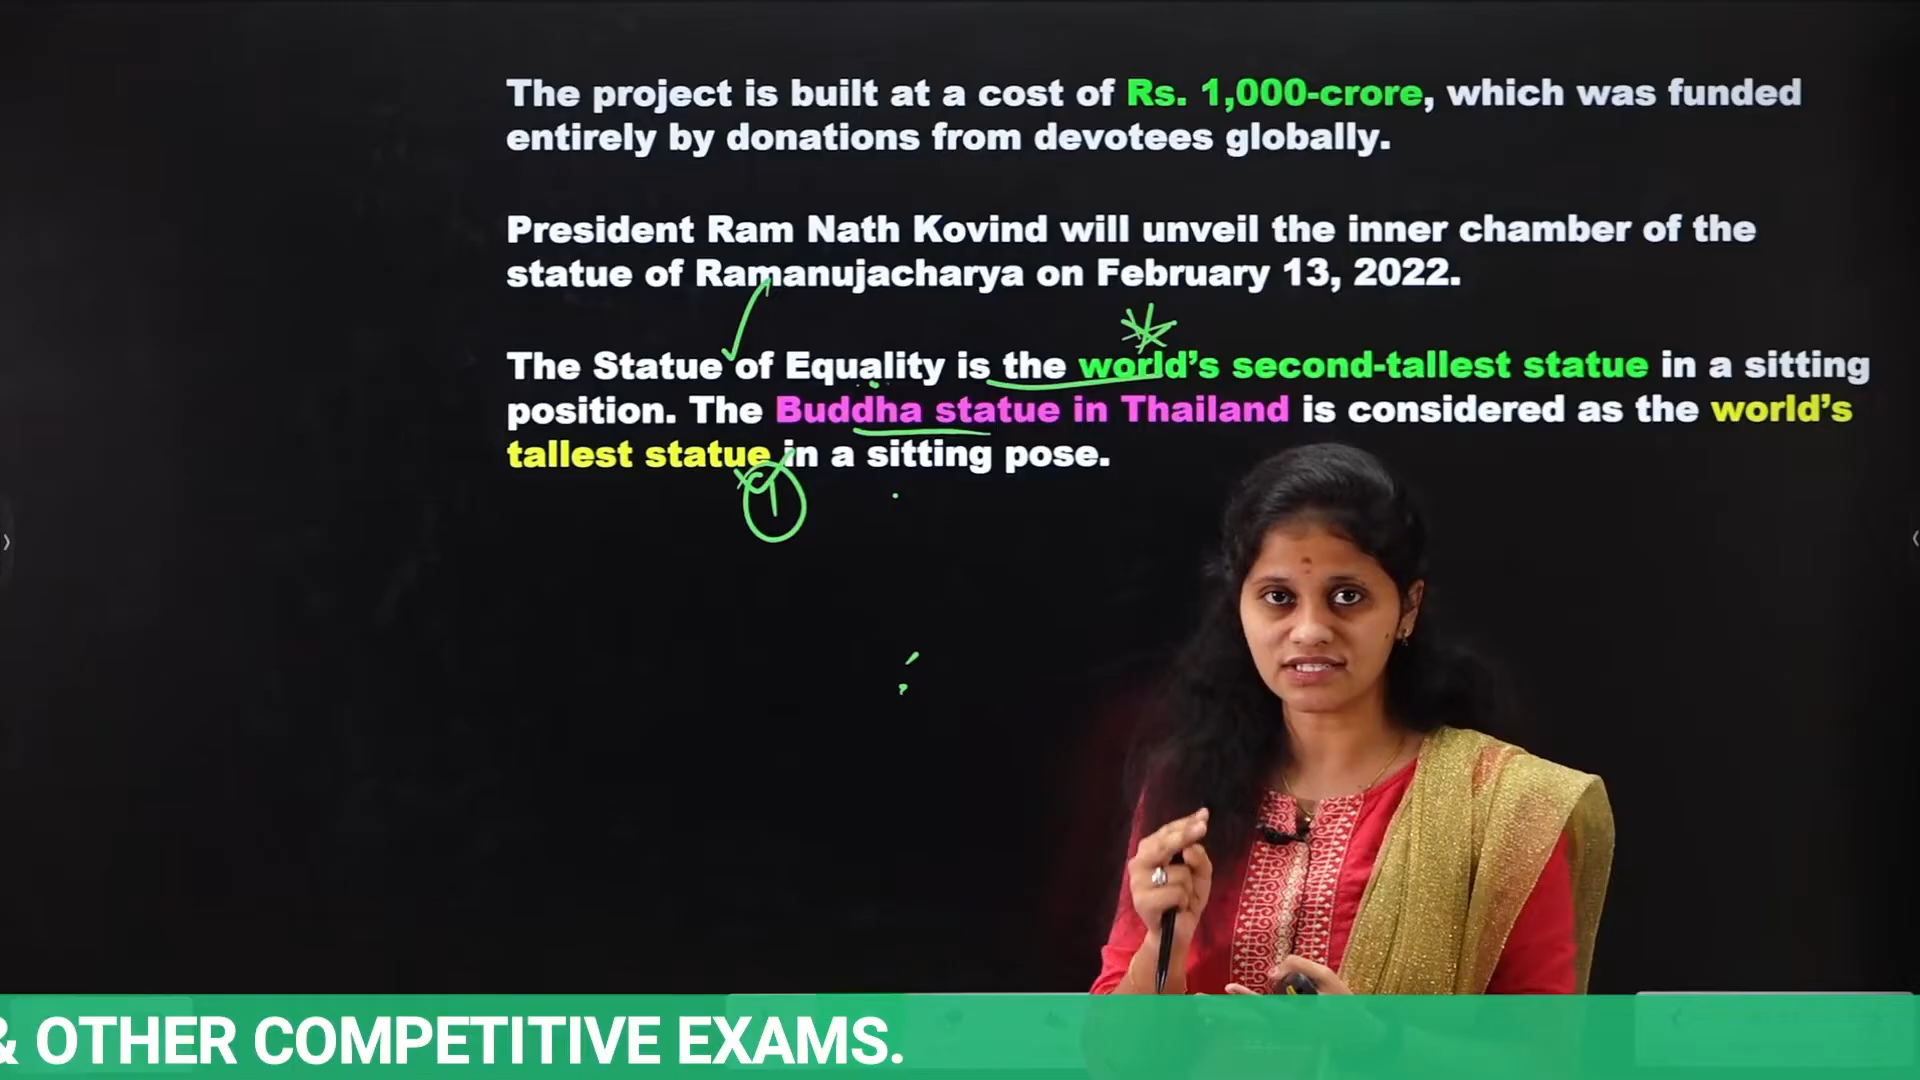 The project is built at a cost of Rs. 1,000-crore, which was funded
entirely by donations from devotees globally.
President Ram Nath Kovind will unveil the inner chamber of the
statue of Ramanujacharya on February 13, 2022.
The Statue of Equality is the world's second-tallest statue in a sitting
position. The Buddha statue in Thailand is considered as the world's
tallest statue in a sitting pose.
1
& OTHER COMPETITIVE EXAMS.